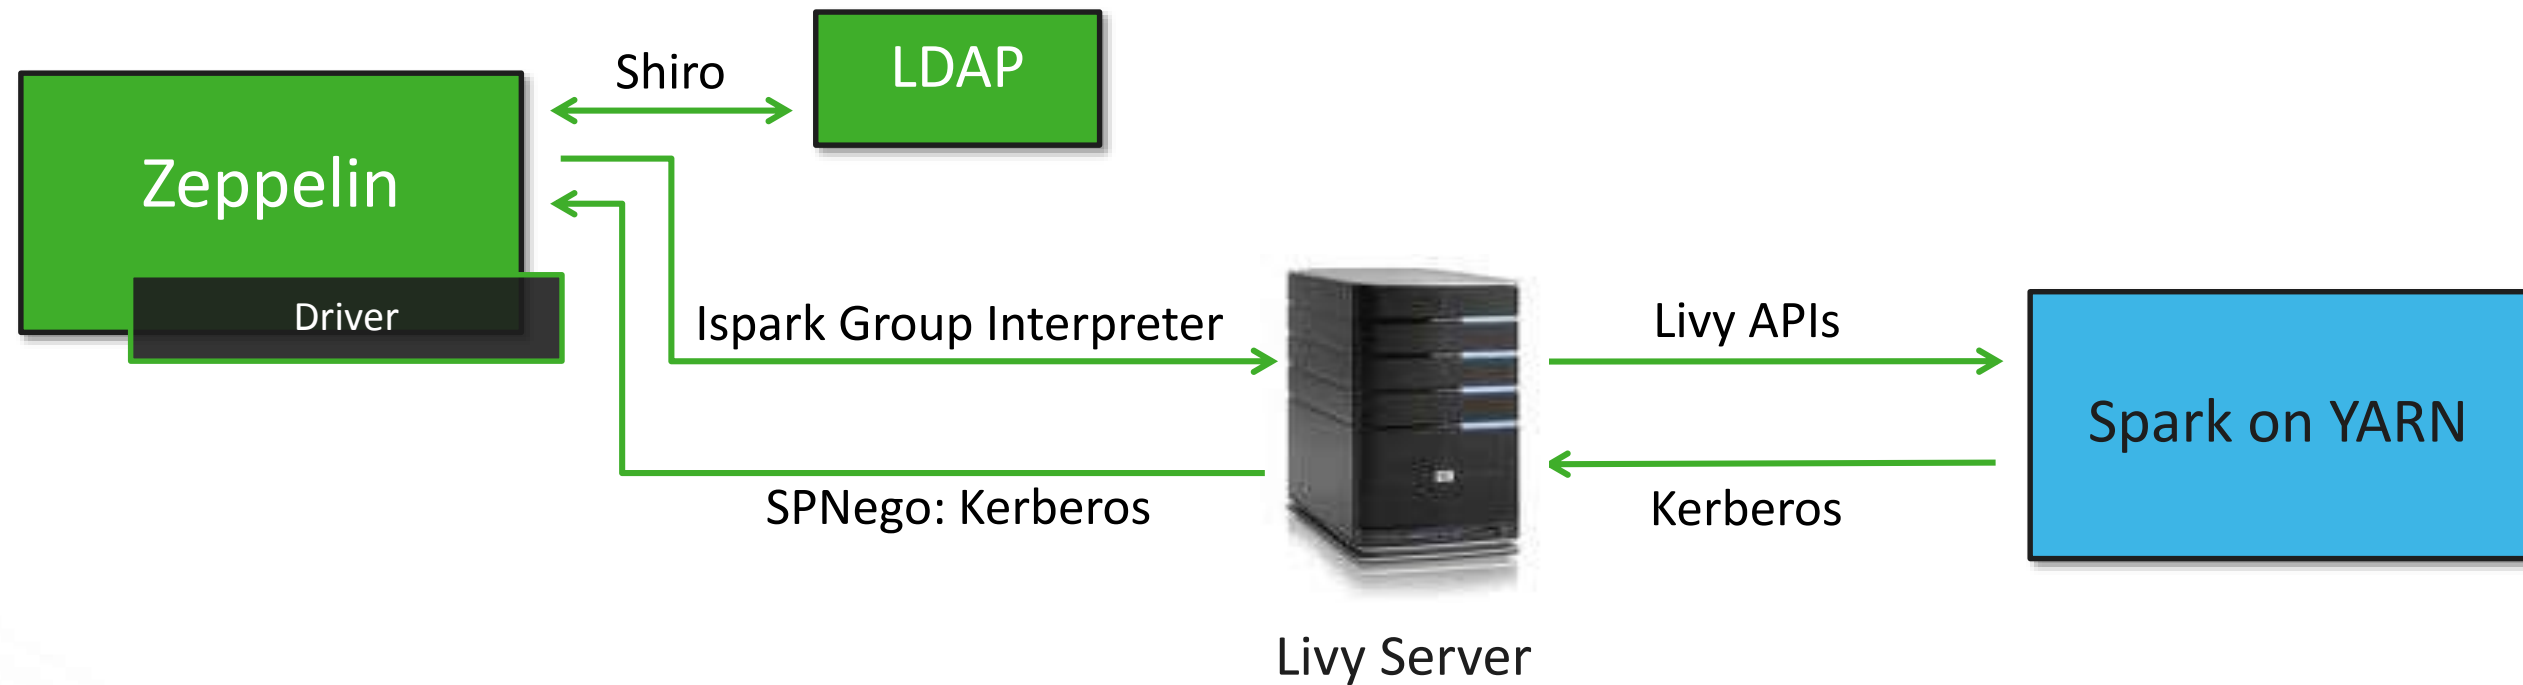 Shiro
LDAP
Zeppelin
Driver
Ispark Group Interpreter
Livy APIs
Spark on YARN
SPNego: Kerberos
Kerberos
Livy Server